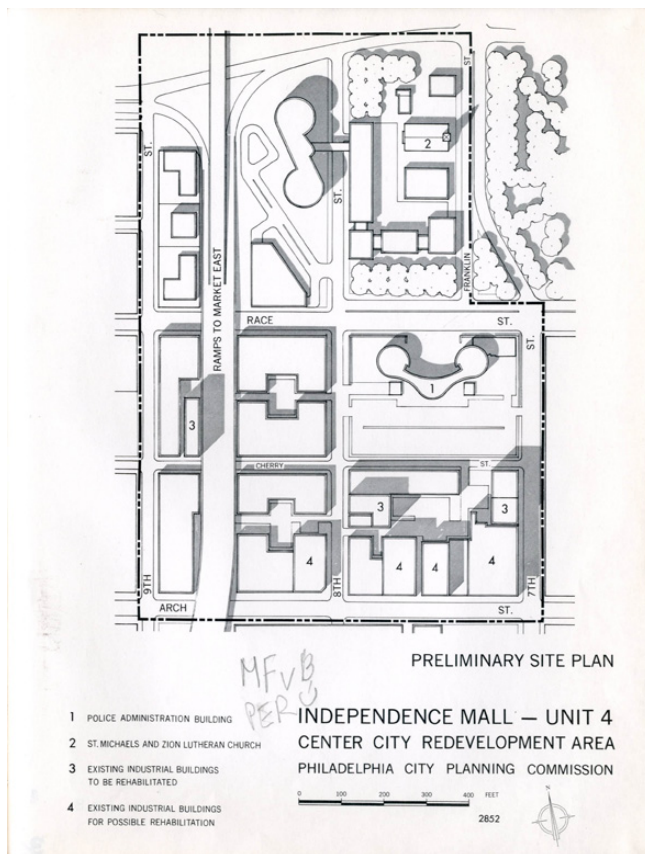 ST.
ST.
2
ST.
RAMPS TO MARKET EAST
FRANKLIN
RACE
ST.
ST.
1
3
CHERRY
ST.
3
3
4
4
4
4
9TH
8TH
7TH
ARCH
ST.
PRELIMINARY SITE PLAN
MFvB
PERU
INDEPENDENCE MALL — UNIT 4
CENTER CITY REDEVELOPMENT AREA
PHILADELPHIA CITY PLANNING COMMISSION
1 POLICE ADMINISTRATION BUILDING
2 ST. MICHAELS AND ZION LUTHERAN CHURCH
3 EXISTING INDUSTRIAL BUILDINGS
TO BE REHABILITATED
4 EXISTING INDUSTRIAL BUILDINGS
FOR POSSIBLE REHABILITATION
0 100 200 300 400 FEET
2852
N